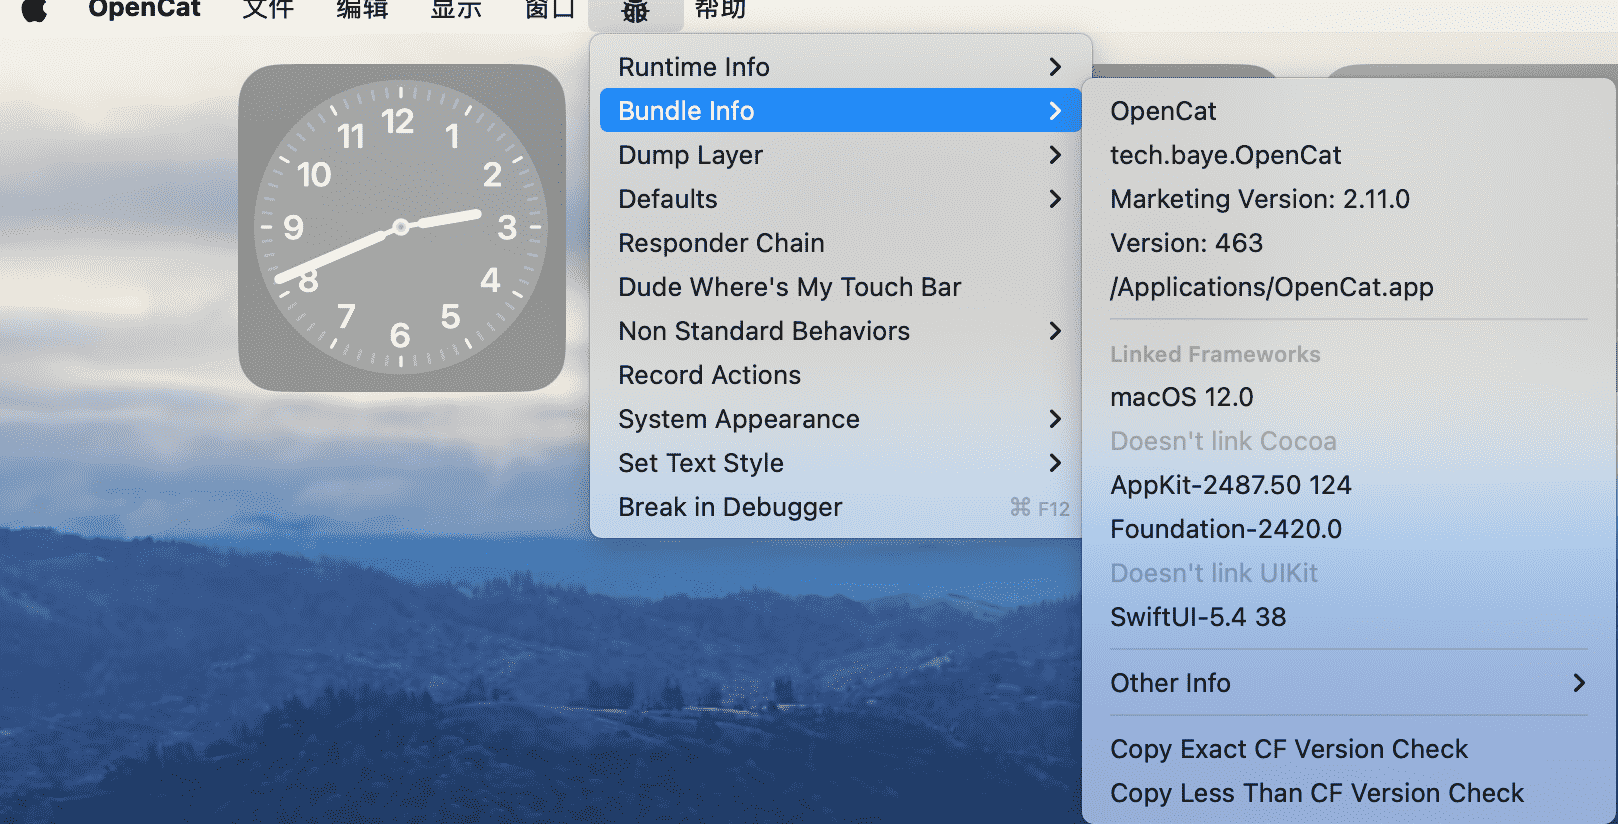 OpenCat 文件 编辑 显示 窗口 帮助
12
11 1
10 2
9 3
8 4
7 5
6
Runtime Info
Bundle Info
Dump Layer
Defaults
Responder Chain
Dude Where's My Touch Bar
Non Standard Behaviors
Record Actions
System Appearance
Set Text Style
Break in Debugger ⌘ F12
OpenCat
tech.baye.OpenCat
Marketing Version: 2.11.0
Version: 463
/Applications/OpenCat.app
Linked Frameworks
macOS 12.0
Doesn't link Cocoa
AppKit-2487.50 124
Foundation-2420.0
Doesn't link UIKit
SwiftUI-5.4 38
Other Info
Copy Exact CF Version Check
Copy Less Than CF Version Check